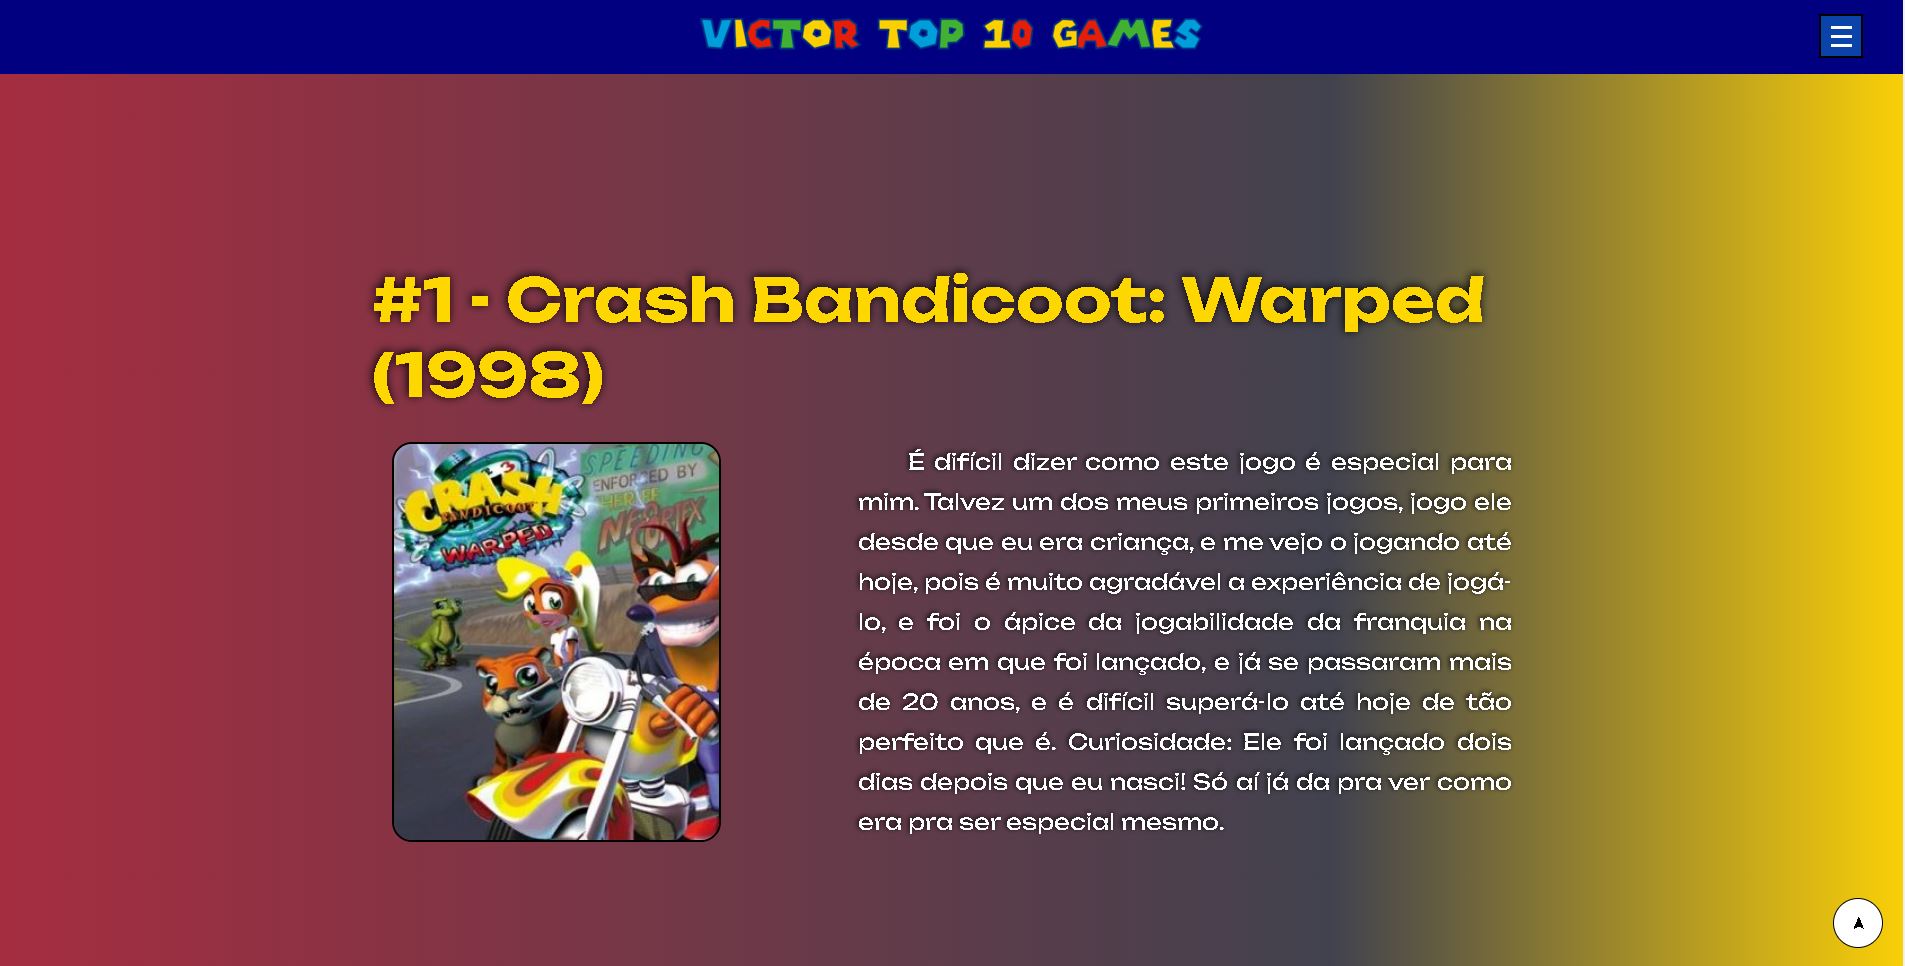 VICTOR TOP 10 GAMES
#1 - Crash Bandicoot: Warped
(1998)
SPEEDING
ENFORCED BY
CRASH
BANDICOOT
WARPED
É difícil dizer como este jogo é especial para
mim. Talvez um dos meus primeiros jogos, jogo ele
desde que eu era criança, e me vejo o jogando até
hoje, pois é muito agradável a experiência de jogá-
lo, e foi o ápice da jogabilidade da franquia na
época em que foi lançado, e já se passaram mais
de 20 anos, e é difícil superá-lo até hoje de tão
perfeito que é. Curiosidade: Ele foi lançado dois
dias depois que eu nasci! Só aí já da pra ver como
era pra ser especial mesmo.